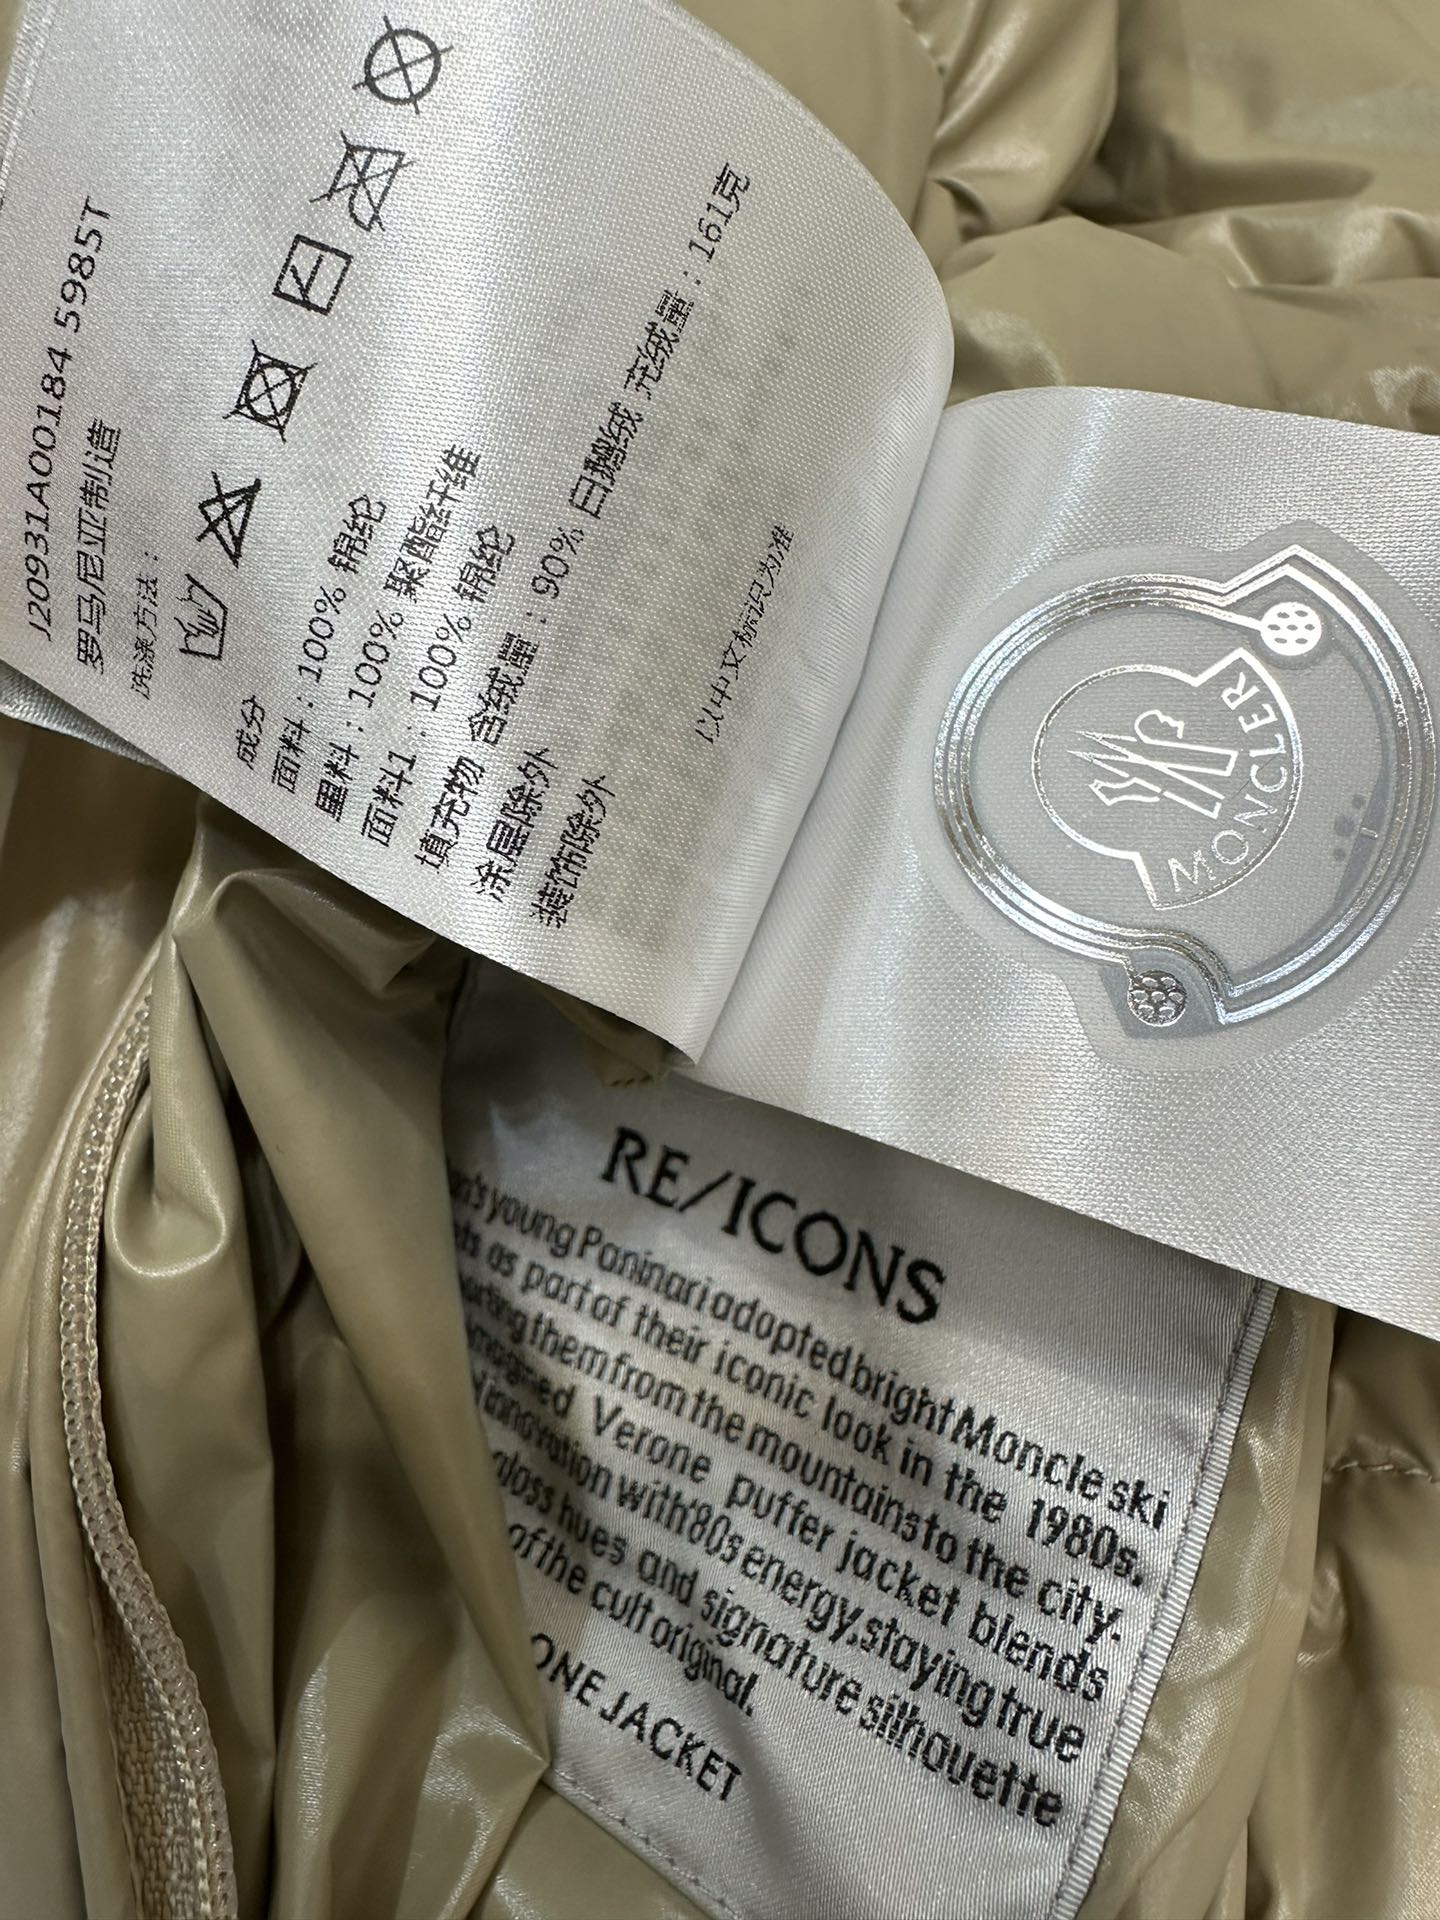 J20931A00184 5985T
罗马尼亚制造
洗涤方法：
成分
面料：100% 锦纶
里料：100% 聚酯纤维
面料1：100% 锦纶
填充物 含绒量：90% 白鹅绒 充绒量：161克
涂层除外
装饰除外
以中文标识为准
MONCLER
RE/ICONS
young Paninari adopted bright Moncle ski
as part of their iconic look in the 1980s,
them from the mountains to the city.
Verone puffer jacket blends
innovation with '80s energy, staying true
gloss hues and signature silhouette
of the cult original.
ONE JACKET